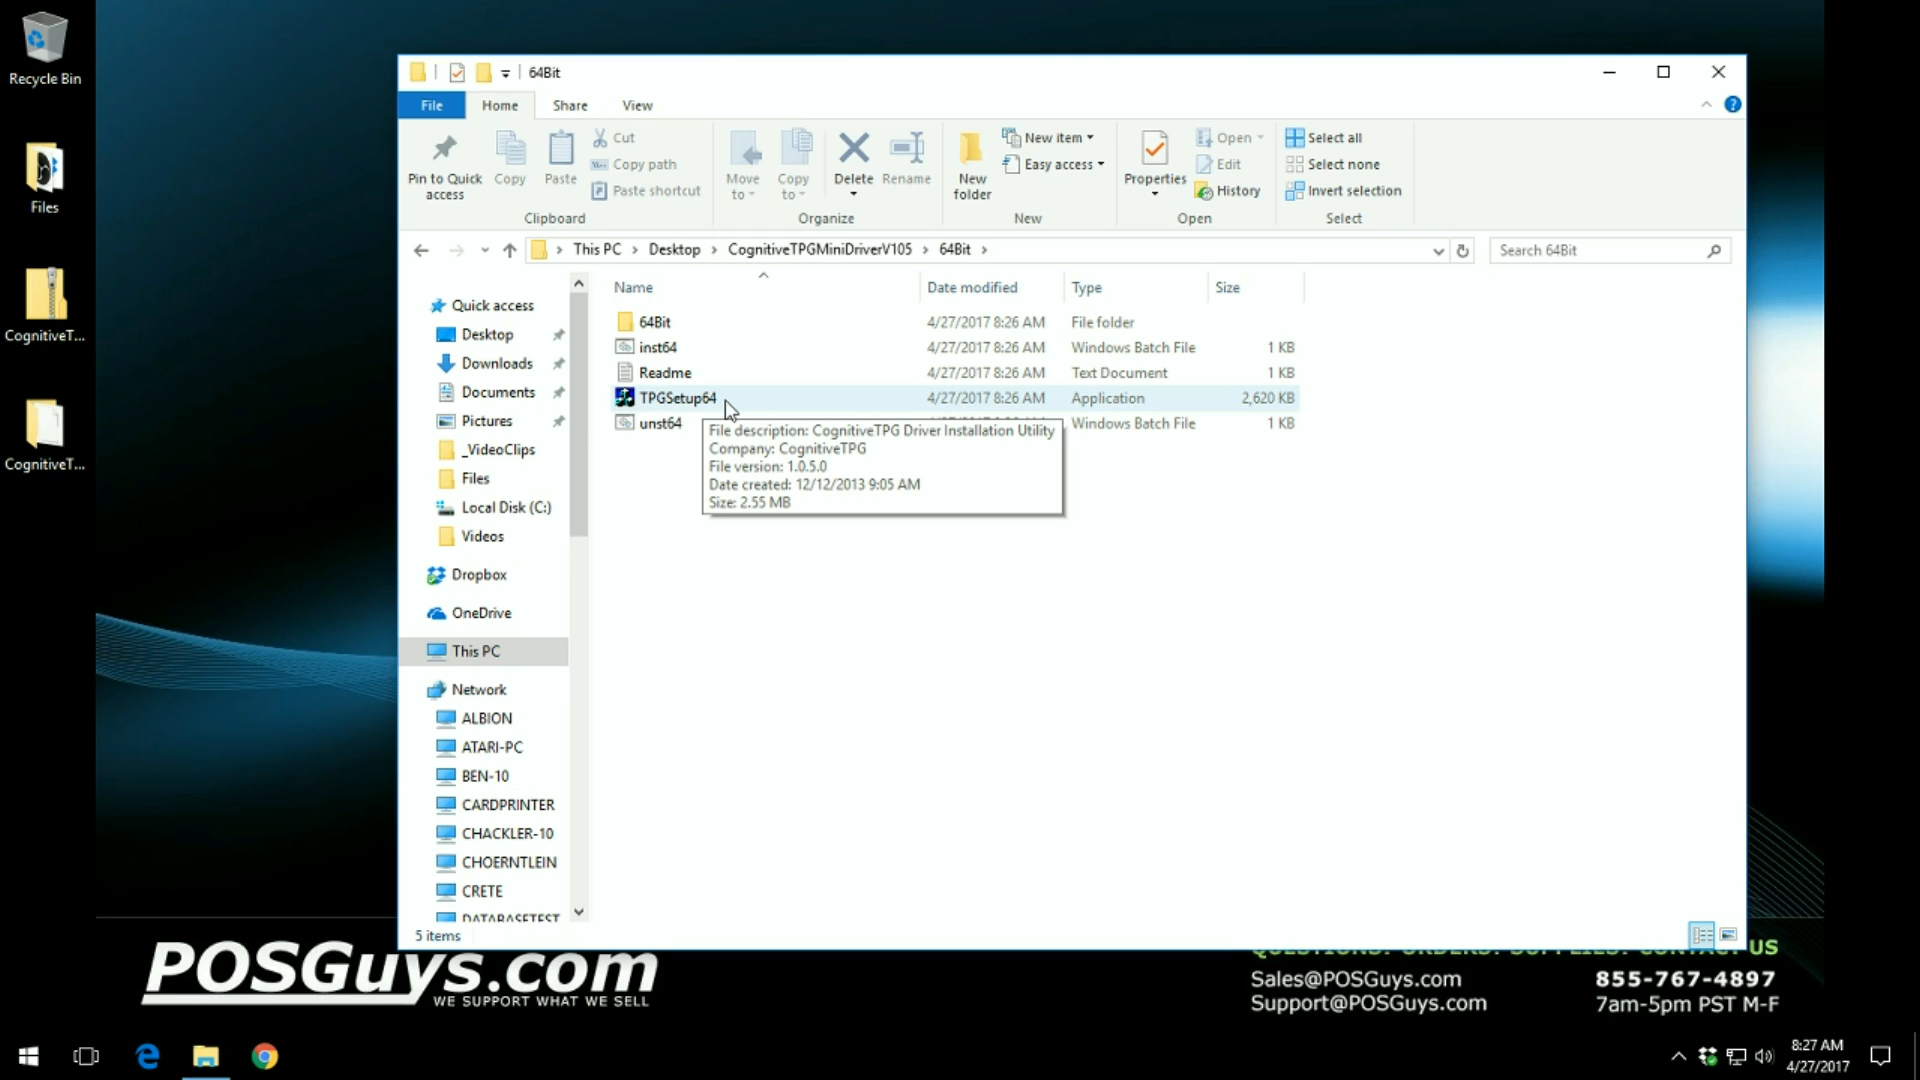 Recycle Bin
Files
CognitiveT...
CognitiveT...
64Bit
File
Home
Share
View
Pin to Quick access
Copy
Paste
Cut
Copy path
Paste shortcut
Clipboard
Move to
Copy to
Delete
Rename
Organize
New folder
New item
Easy access
New
Properties
Open
Edit
History
Open
Select all
Select none
Invert selection
Select
This PC > Desktop > CognitiveTPGMiniDriverV105 > 64Bit >
Search 64Bit
Quick access
Desktop
Downloads
Documents
Pictures
_VideoClips
Files
Local Disk (C:)
Videos
Dropbox
OneDrive
This PC
Network
ALBION
ATARI-PC
BEN-10
CARDPRINTER
CHACKLER-10
CHOERNTLEIN
CRETE
DATABASETEST
Name Date modified Type Size
64Bit 4/27/2017 8:26 AM File folder
inst64 4/27/2017 8:26 AM Windows Batch File 1 KB
Readme 4/27/2017 8:26 AM Text Document 1 KB
TPGSetup64 4/27/2017 8:26 AM Application 2,620 KB
unst64 Windows Batch File 1 KB
File description: CognitiveTPG Driver Installation Utility
Company: CognitiveTPG
File version: 1.0.5.0
Date created: 12/12/2013 9:05 AM
Size: 2.55 MB
5 items
POSGuys.com
WE SUPPORT WHAT WE SELL
US
Sales@POSGuys.com 855-767-4897
Support@POSGuys.com 7am-5pm PST M-F
8:27 AM
4/27/2017